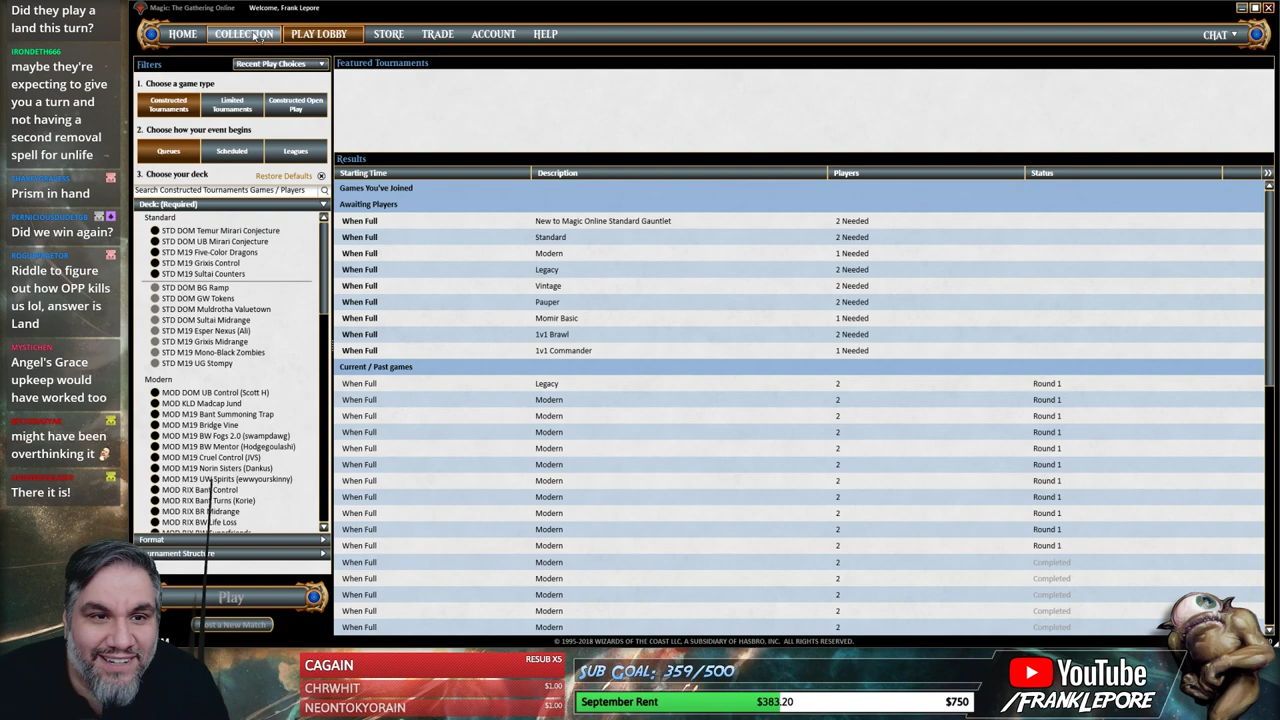 Did they play a
land this turn?
IRONDETH666
maybe they're
expecting to give
you a turn and
not having a
second removal
spell for unlife
Prism in hand
Did we win again?
Riddle to figure
out how OPP kills
us lol, answer is
Land
MYSTICHEN
Angel's Grace
upkeep would
have worked too
might have been
overthinking it
There it is!
Magic: The Gathering Online
Welcome, Frank Lepore
HOME
COLLECTION
PLAY LOBBY
STORE
TRADE
ACCOUNT
HELP
CHAT
Filters
Recent Play Choices
1. Choose a game type
Constructed Tournaments
Limited Tournaments
Constructed Open Play
2. Choose how your event begins
Queues
Scheduled
Leagues
3. Choose your deck
Restore Defaults
Search Constructed Tournaments Games / Players
Deck: (Required)
Standard
STD DOM Temur Mirari Conjecture
STD DOM UB Mirari Conjecture
STD M19 Five-Color Dragons
STD M19 Grixis Control
STD M19 Sultai Counters
STD DOM BG Ramp
STD DOM GW Tokens
STD DOM Muldrotha Valuetown
STD DOM Sultai Midrange
STD M19 Esper Nexus (Ali)
STD M19 Grixis Midrange
STD M19 Mono-Black Zombies
STD M19 UG Stompy
Modern
MOD DOM UB Control (Scott H)
MOD KLD Madcap Jund
MOD M19 Bant Summoning Trap
MOD M19 Bridge Vine
MOD M19 BW Fogs 2.0 (swampdawg)
MOD M19 BW Mentor (Hodgegoulashi)
MOD M19 Cruel Control (JVS)
MOD M19 Norin Sisters (Dankus)
MOD M19 UW Spirits (ewwyourskinny)
MOD RIX Bant Control
MOD RIX Bant Turns (Korie)
MOD RIX BR Midrange
MOD RIX BW Life Loss
MOD RIX BW Superfriends
Format
Tournament Structure
Play
Post a New Match
Featured Tournaments
Results
Starting Time Description Players Status
Games You've Joined
Awaiting Players
When Full New to Magic Online Standard Gauntlet 2 Needed
When Full Standard 2 Needed
When Full Modern 1 Needed
When Full Legacy 2 Needed
When Full Vintage 2 Needed
When Full Pauper 2 Needed
When Full Momir Basic 1 Needed
When Full 1v1 Brawl 2 Needed
When Full 1v1 Commander 1 Needed
Current / Past games
When Full Legacy 2 Round 1
When Full Modern 2 Round 1
When Full Modern 2 Round 1
When Full Modern 2 Round 1
When Full Modern 2 Round 1
When Full Modern 2 Round 1
When Full Modern 2 Round 1
When Full Modern 2 Round 1
When Full Modern 2 Round 1
When Full Modern 2 Round 1
When Full Modern 2 Round 1
When Full Modern 2 Completed
When Full Modern 2 Completed
When Full Modern 2 Completed
When Full Modern 2 Completed
When Full Modern 2 Completed
© 1995-2018 WIZARDS OF THE COAST LLC, A SUBSIDIARY OF HASBRO, INC. ALL RIGHTS RESERVED.
CAGAIN RESUB X5
CHRWHIT $1.00
NEONTOKYORAIN $1.00
SUB GOAL: 359/500
September Rent $383.20 $750
YouTube
/FRANKLEPORE